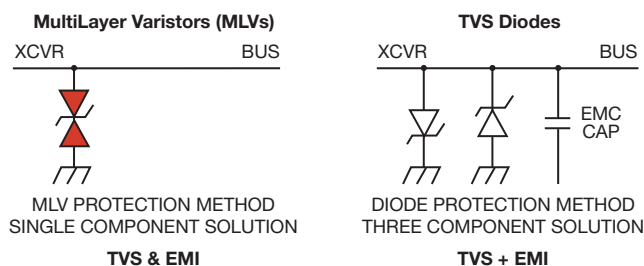 MultiLayer Varistors (MLVs)
XCVR BUS
MLV PROTECTION METHOD
SINGLE COMPONENT SOLUTION
TVS & EMI
TVS Diodes
XCVR BUS
EMC
CAP
DIODE PROTECTION METHOD
THREE COMPONENT SOLUTION
TVS + EMI